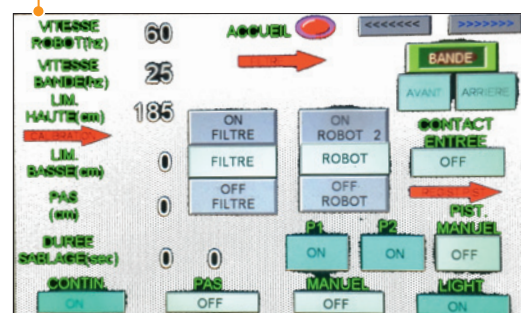 VITESSE
ROBOT(hz) 60
ACCUEIL
<<<<<<< >>>>>>>
VITESSE
BANDE(hz) 25
BANDE
AVANT ARRIERE
LIM.
HAUTE(cm) 185
CALIBRATION
ON
FILTRE
ON
ROBOT 2
CONTACT
ENTREE
LIM.
BASSE(cm) 0
FILTRE
ROBOT
OFF
PAS
(cm) 0
OFF
FILTRE
OFF
ROBOT
PIST.
MANUEL
P1 P2
DUREE
SABLAGE(sec) 0 0
ON ON OFF
CONTIN. PAS MANUEL LIGHT
ON OFF OFF ON